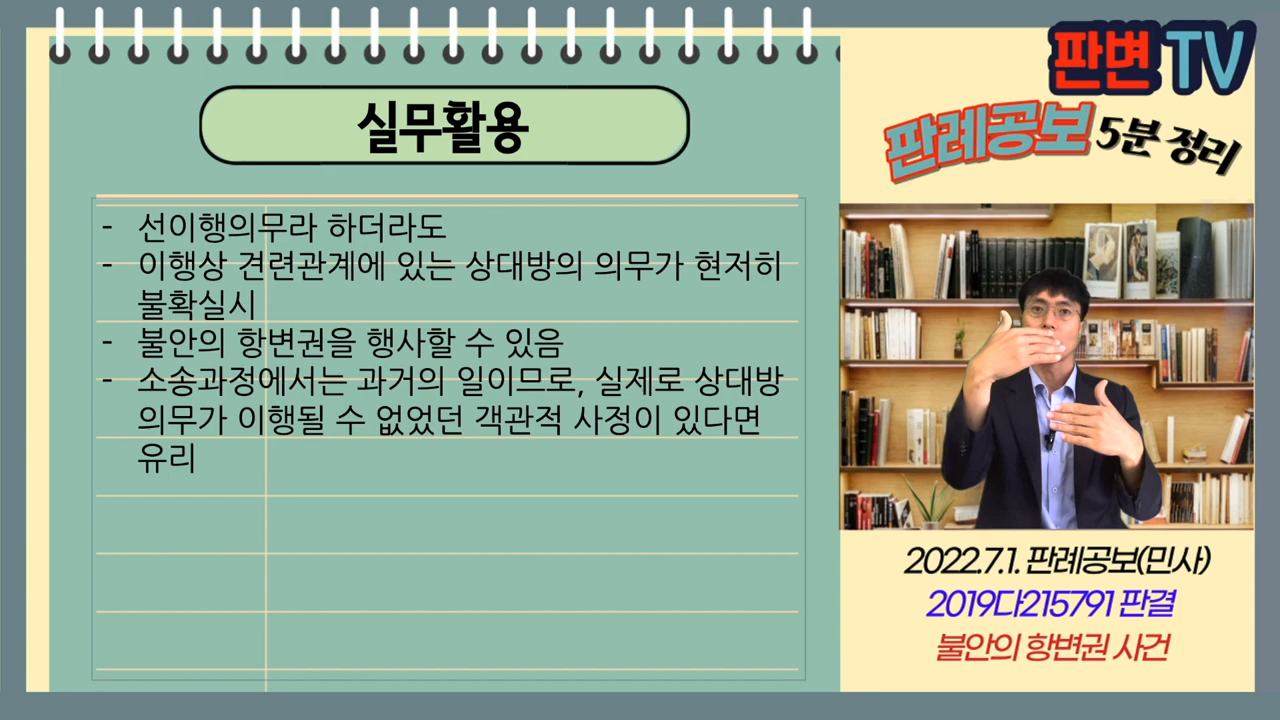 판변 TV
판례공보 5분 정리
실무활용
- 선이행의무라 하더라도
- 이행상 견련관계에 있는 상대방의 의무가 현저히
불확실시
- 불안의 항변권을 행사할 수 있음
- 소송과정에서는 과거의 일이므로, 실제로 상대방
의무가 이행될 수 없었던 객관적 사정이 있다면
유리
2022.7.1. 판례공보(민사)
2019다215791 판결
불안의 항변권 사건